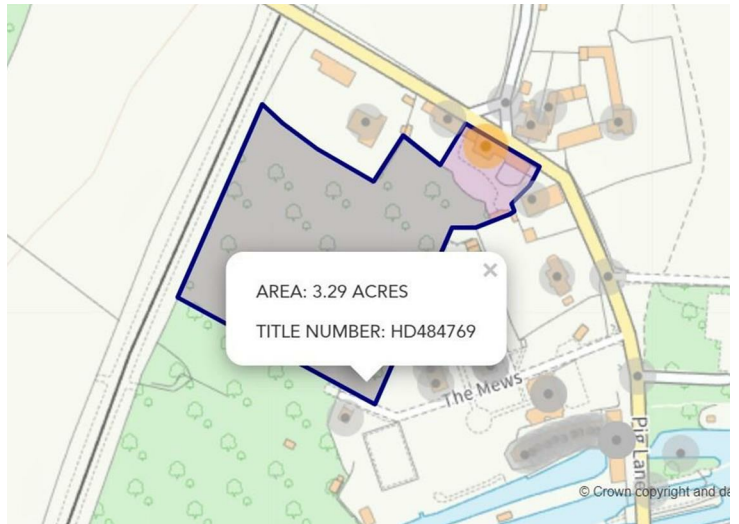 ×
AREA: 3.29 ACRES
TITLE NUMBER: HD484769
The Mews
Pig Lane
© Crown copyright and da